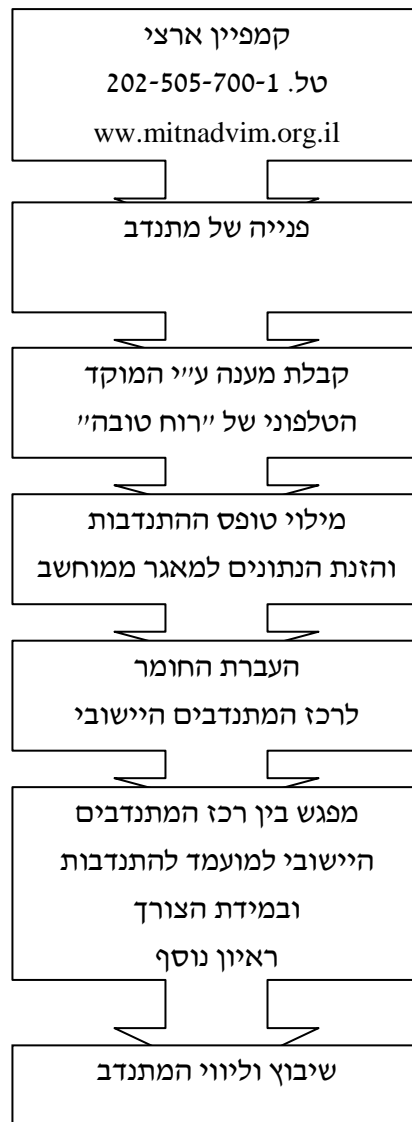 קמפיין ארצי
טל. 202-505-700-1
ww.mitnadvim.org.il
פנייה של מתנדב
קבלת מענה ע״י המוקד
הטלפוני של ״רוח טובה״
מילוי טופס ההתנדבות
והזנת הנתונים למאגר ממוחשב
העברת החומר
לרכז המתנדבים היישובי
מפגש בין רכז המתנדבים
היישובי למועמד להתנדבות
ובמידת הצורך
ראיון נוסף
שיבוץ וליווי המתנדב